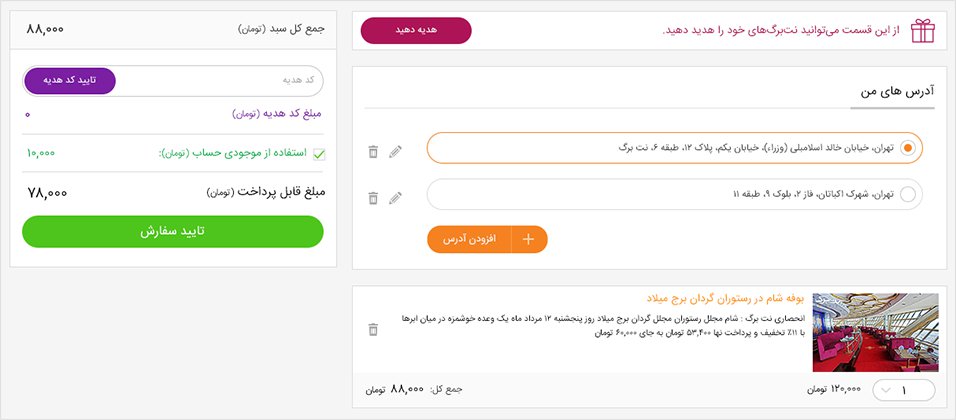 از این قسمت می‌توانید نت‌برگ‌های خود را هدید دهید.
هدیه دهید
آدرس های من
تهران، خیابان خالد اسلامبلی (وزراء)، خیابان یکم، پلاک ۱۲، طبقه ۶، نت برگ
تهران، شهرک اکباتان، فاز ۲، بلوک ۹، طبقه ۱۱
افزودن آدرس
بوفه شام در رستوران گردان برج میلاد
انحصاری نت برگ : شام مجلل رستوران مجلل گردان برج میلاد روز پنجشنبه ۱۲ مرداد ماه یک وعده خوشمزه در میان ابرها
با ۱۱٪ تخفیف و پرداخت تنها ۵۳,۴۰۰ تومان به جای ۶۰,۰۰۰ تومان
۱
۱۲۰,۰۰۰ تومان
جمع کل: ۸۸,۰۰۰ تومان
جمع کل سبد (تومان) ۸۸,۰۰۰
کد هدیه
تایید کد هدیه
مبلغ کد هدیه (تومان) ۰
استفاده از موجودی حساب (تومان): ۱۰,۰۰۰
مبلغ قابل پرداخت (تومان) ۷۸,۰۰۰
تایید سفارش